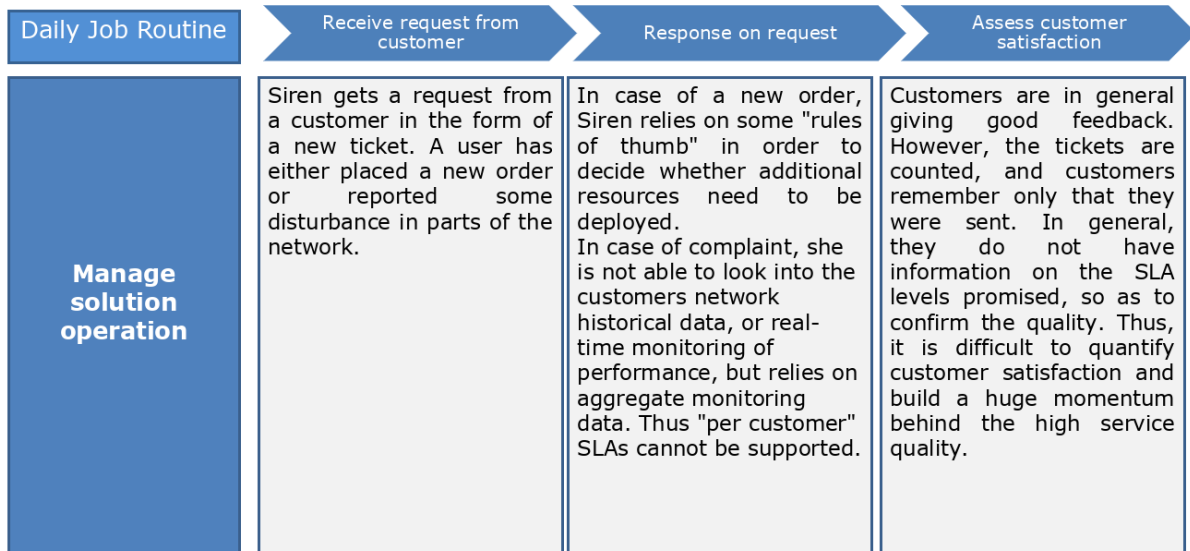 Daily Job Routine
Receive request from
customer
Response on request
Assess customer
satisfaction
Manage
solution
operation
Siren gets a request from
a customer in the form of
a new ticket. A user has
either placed a new order
or reported some
disturbance in parts of the
network.
In case of a new order,
Siren relies on some "rules
of thumb" in order to
decide whether additional
resources need to be
deployed.
In case of complaint, she
is not able to look into the
customers network
historical data, or real-
time monitoring of
performance, but relies on
aggregate monitoring
data. Thus "per customer"
SLAs cannot be supported.
Customers are in general
giving good feedback.
However, the tickets are
counted, and customers
remember only that they
were sent. In general,
they do not have
information on the SLA
levels promised, so as to
confirm the quality. Thus,
it is difficult to quantify
customer satisfaction and
build a huge momentum
behind the high service
quality.